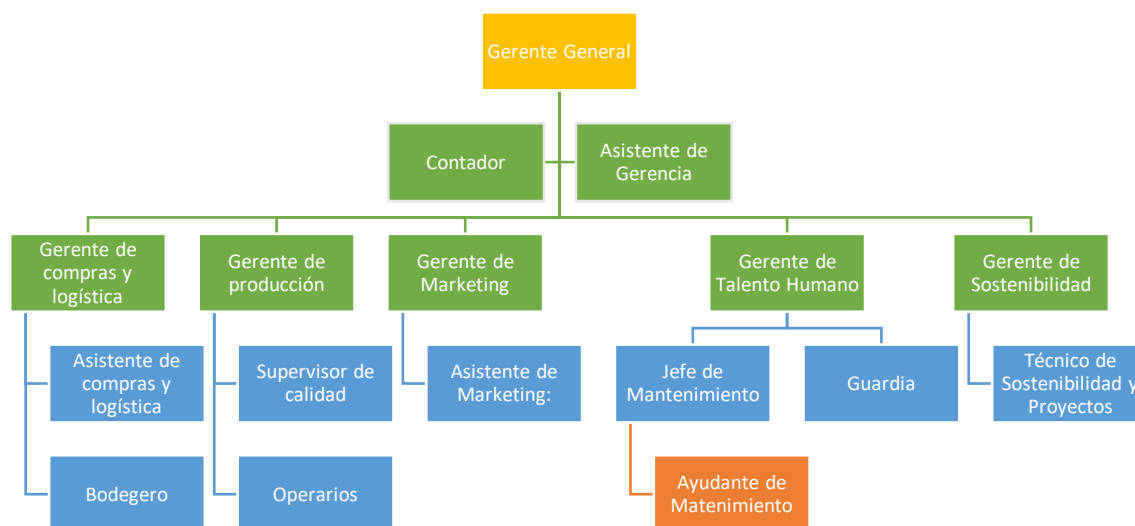 Gerente General
Contador
Asistente de
Gerencia
Gerente de
compras y
logística
Gerente de
producción
Gerente de
Marketing
Gerente de
Talento Humano
Gerente de
Sostenibilidad
Asistente de
compras y
logística
Supervisor de
calidad
Asistente de
Marketing:
Jefe de
Mantenimiento
Guardia
Técnico de
Sostenibilidad y
Proyectos
Bodegero
Operarios
Ayudante de
Matenimiento